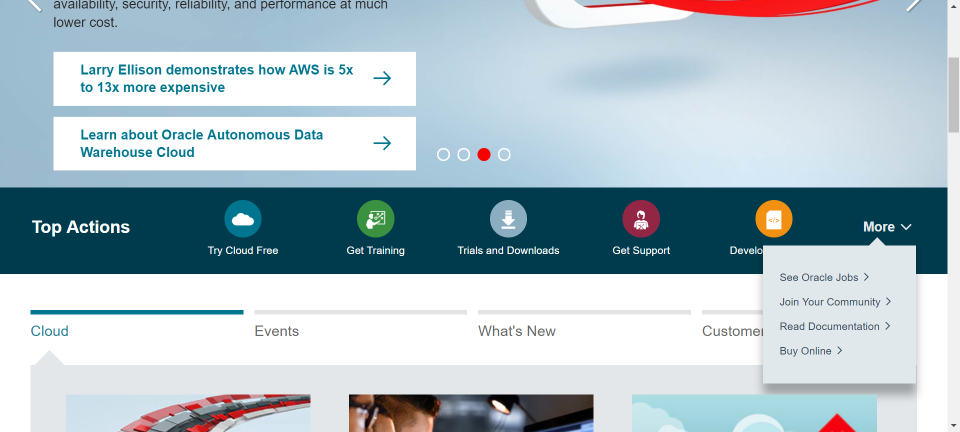 availability, security, reliability, and performance at much
lower cost.
Larry Ellison demonstrates how AWS is 5x
to 13x more expensive
Learn about Oracle Autonomous Data
Warehouse Cloud
Top Actions
Try Cloud Free
Get Training
Trials and Downloads
Get Support
Develo
More
See Oracle Jobs
Join Your Community
Read Documentation
Buy Online
Cloud
Events
What's New
Customer